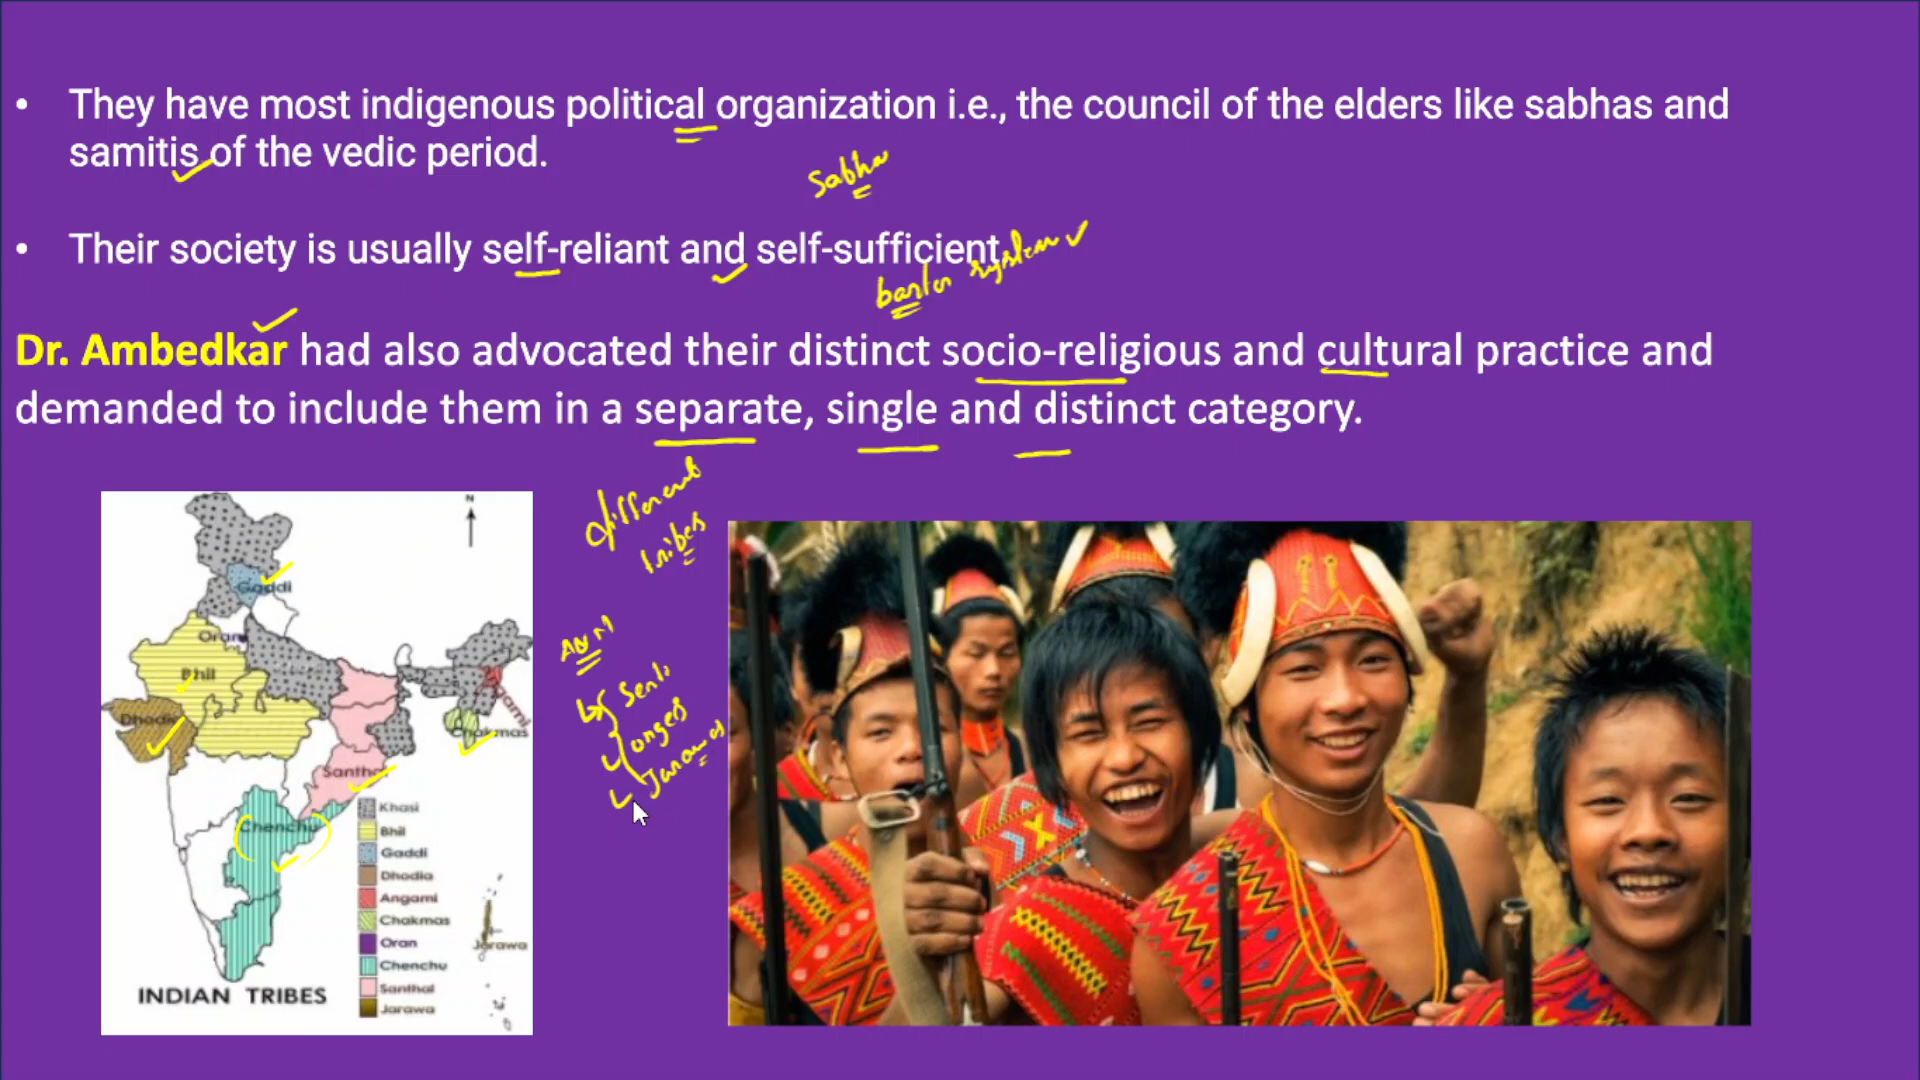 • They have most indigenous political organization i.e., the council of the elders like sabhas and
samitis of the vedic period.
Sabha
• Their society is usually self-reliant and self-sufficient
barter system
Dr. Ambedkar had also advocated their distinct socio-religious and cultural practice and
demanded to include them in a separate, single and distinct category.
different
tribes
N
Gaddi
Oran
Bhil
Dhodia
Angami
Chakmas
Santhal
Chenchu
Khasi
Bhil
Gaddi
Dhodia
Angami
Chakmas
Oran
Chenchu
Santhal
Jarawa
Jarawa
INDIAN TRIBES
Onges
Jarawas